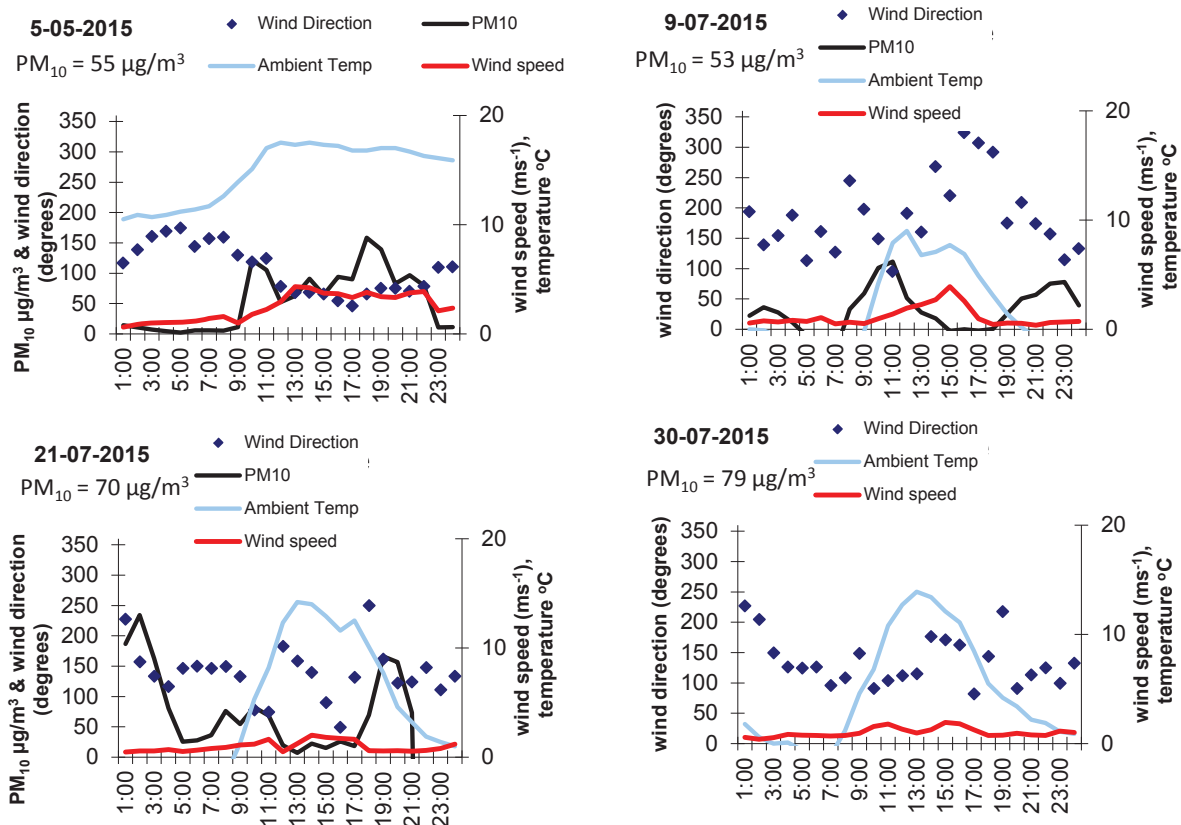 5-05-2015
PM10 = 55 µg/m³
Wind Direction
PM10
Ambient Temp
Wind speed
PM10 µg/m³ & wind direction
(degrees)
350
300
250
200
150
100
50
0
20
10
0
wind speed (ms-1),
temperature ºC
1:00
3:00
5:00
7:00
9:00
11:00
13:00
15:00
17:00
19:00
21:00
23:00
9-07-2015
PM10 = 53 µg/m³
Wind Direction
PM10
Ambient Temp
Wind speed
wind direction (degrees)
350
300
250
200
150
100
50
0
20
10
0
wind speed (ms-1),
temperature ºC
1:00
3:00
5:00
7:00
9:00
11:00
13:00
15:00
17:00
19:00
21:00
23:00
21-07-2015
PM10 = 70 µg/m³
Wind Direction
PM10
Ambient Temp
Wind speed
PM10 µg/m³ & wind direction
(degrees)
350
300
250
200
150
100
50
0
20
10
0
wind speed (ms-1),
temperature ºC
1:00
3:00
5:00
7:00
9:00
11:00
13:00
15:00
17:00
19:00
21:00
23:00
30-07-2015
PM10 = 79 µg/m³
Wind Direction
Ambient Temp
Wind speed
wind direction (degrees)
350
300
250
200
150
100
50
0
20
10
0
wind speed (ms-1),
temperature ºC
1:00
3:00
5:00
7:00
9:00
11:00
13:00
15:00
17:00
19:00
21:00
23:00